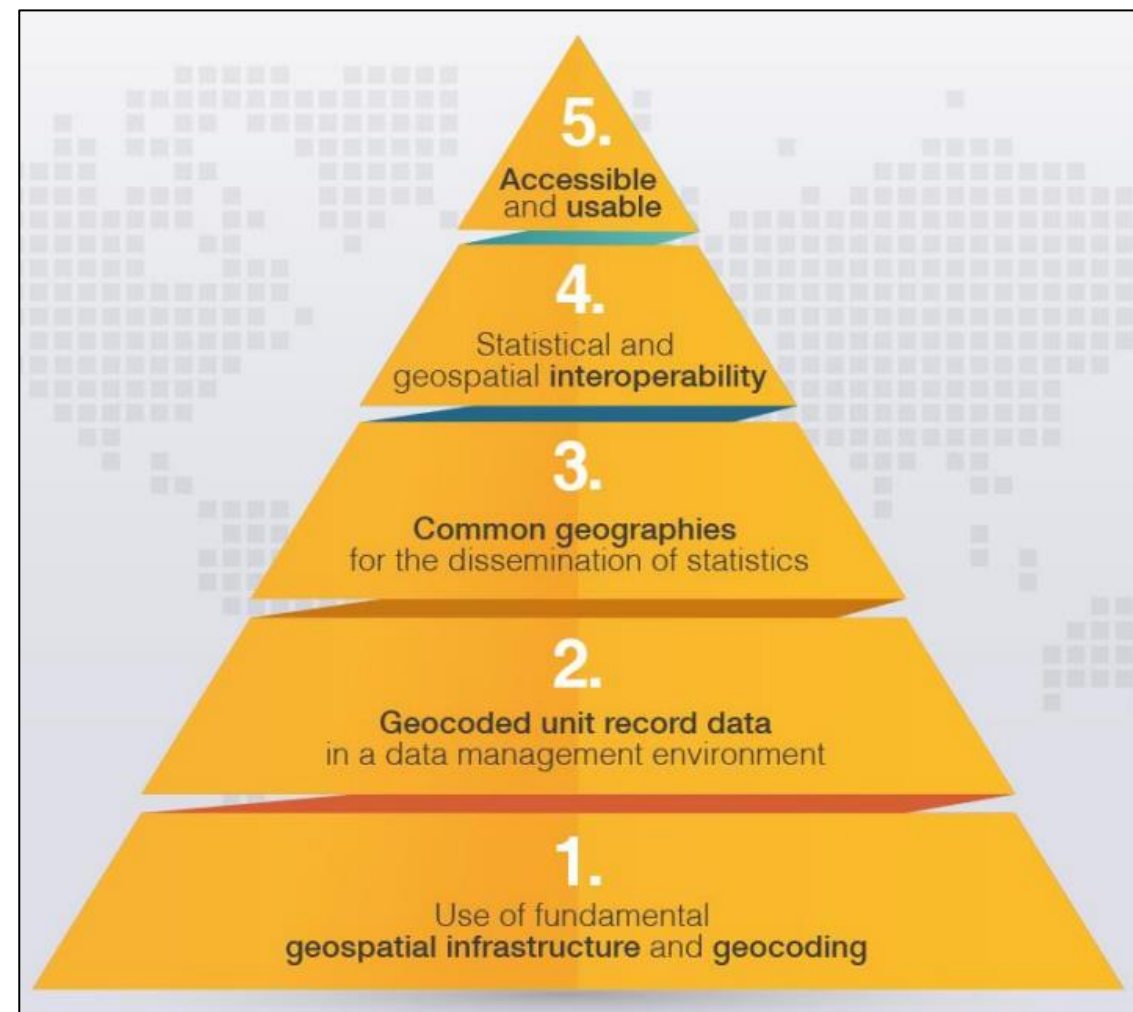 5.
Accessible
and usable
4.
Statistical and
geospatial interoperability
3.
Common geographies
for the dissemination of statistics
2.
Geocoded unit record data
in a data management environment
1.
Use of fundamental
geospatial infrastructure and geocoding